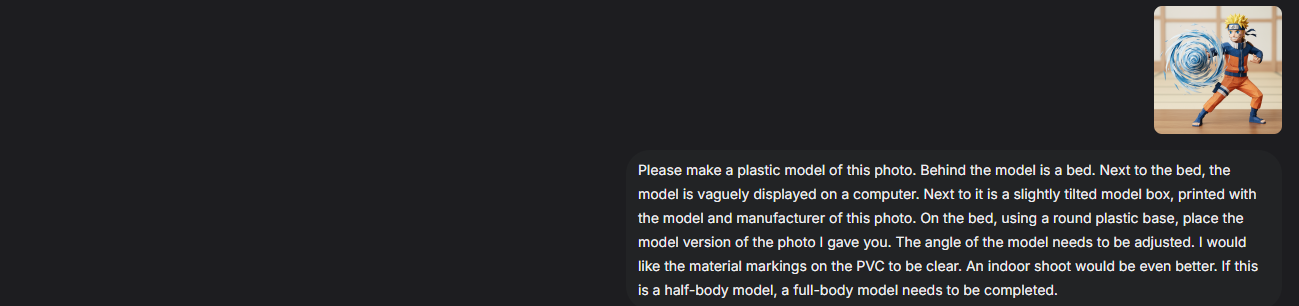 Please make a plastic model of this photo. Behind the model is a bed. Next to the bed, the
model is vaguely displayed on a computer. Next to it is a slightly tilted model box, printed with
the model and manufacturer of this photo. On the bed, using a round plastic base, place the
model version of the photo I gave you. The angle of the model needs to be adjusted. I would
like the material markings on the PVC to be clear. An indoor shoot would be even better. If this
is a half-body model, a full-body model needs to be completed.